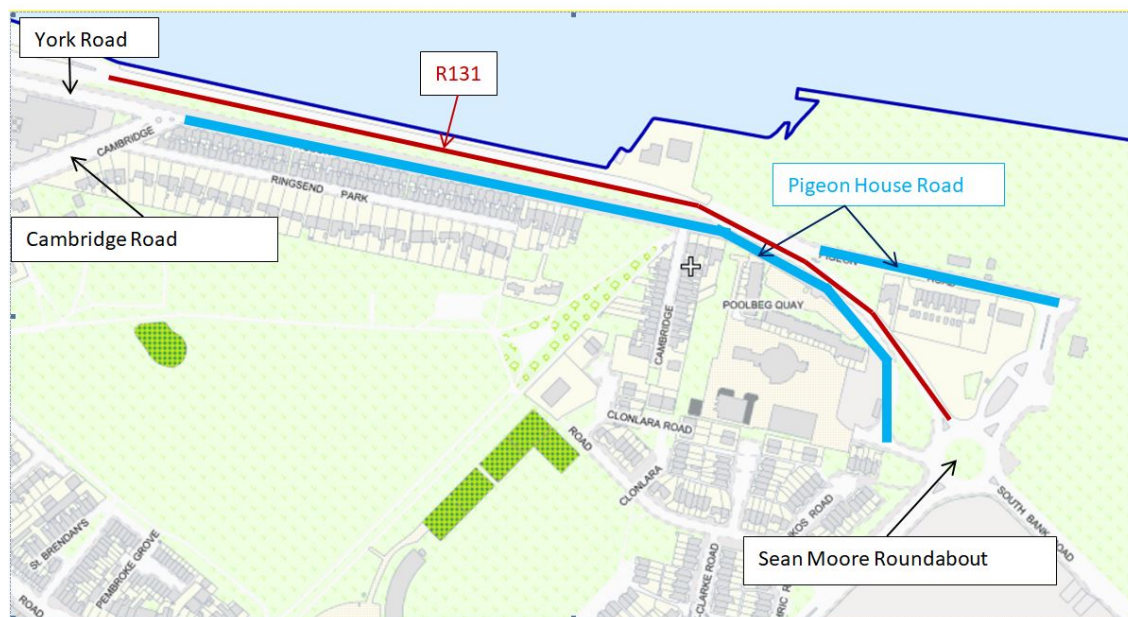 York Road
R131
CAMBRIDGE
RINGSEND PARK
Pigeon House Road
Cambridge Road
PIGEON
ROAD
POOLBEG QUAY
CAMBRIDGE
CLONLARA ROAD
ROAD
CLONLARA
SOUTH BANK ROAD
St. BRENDAN'S
PEMBROKE GROVE
ROAD
Sean Moore Roundabout